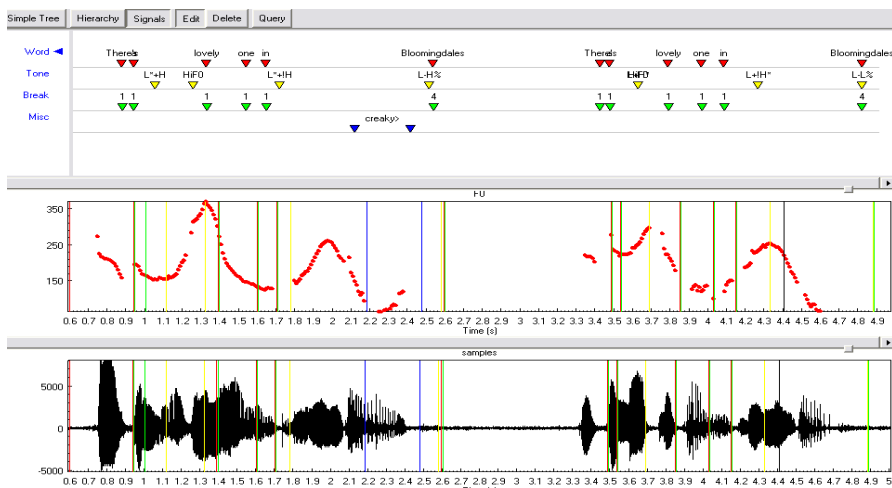 Simple Tree Hierarchy Signals Edit Delete Query
Word There's lovely one in Bloomingdales There's lovely one in Bloomingdales
Tone L*+H HiF0 L*+!H L-H% HiF0 L+!H* L-L%
Break 1 1 1 1 1 4 1 1 1 1 1 4
Misc creaky>
F0
350
250
150
0.6 0.7 0.8 0.9 1 1.1 1.2 1.3 1.4 1.5 1.6 1.7 1.8 1.9 2 2.1 2.2 2.3 2.4 2.5 2.6 2.7 2.8 2.9 3 3.1 3.2 3.3 3.4 3.5 3.6 3.7 3.8 3.9 4 4.1 4.2 4.3 4.4 4.5 4.6 4.7 4.8 4.9
Time (s)
samples
5000
0
-5000
0.6 0.7 0.8 0.9 1 1.1 1.2 1.3 1.4 1.5 1.6 1.7 1.8 1.9 2 2.1 2.2 2.3 2.4 2.5 2.6 2.7 2.8 2.9 3 3.1 3.2 3.3 3.4 3.5 3.6 3.7 3.8 3.9 4 4.1 4.2 4.3 4.4 4.5 4.6 4.7 4.8 4.9 5